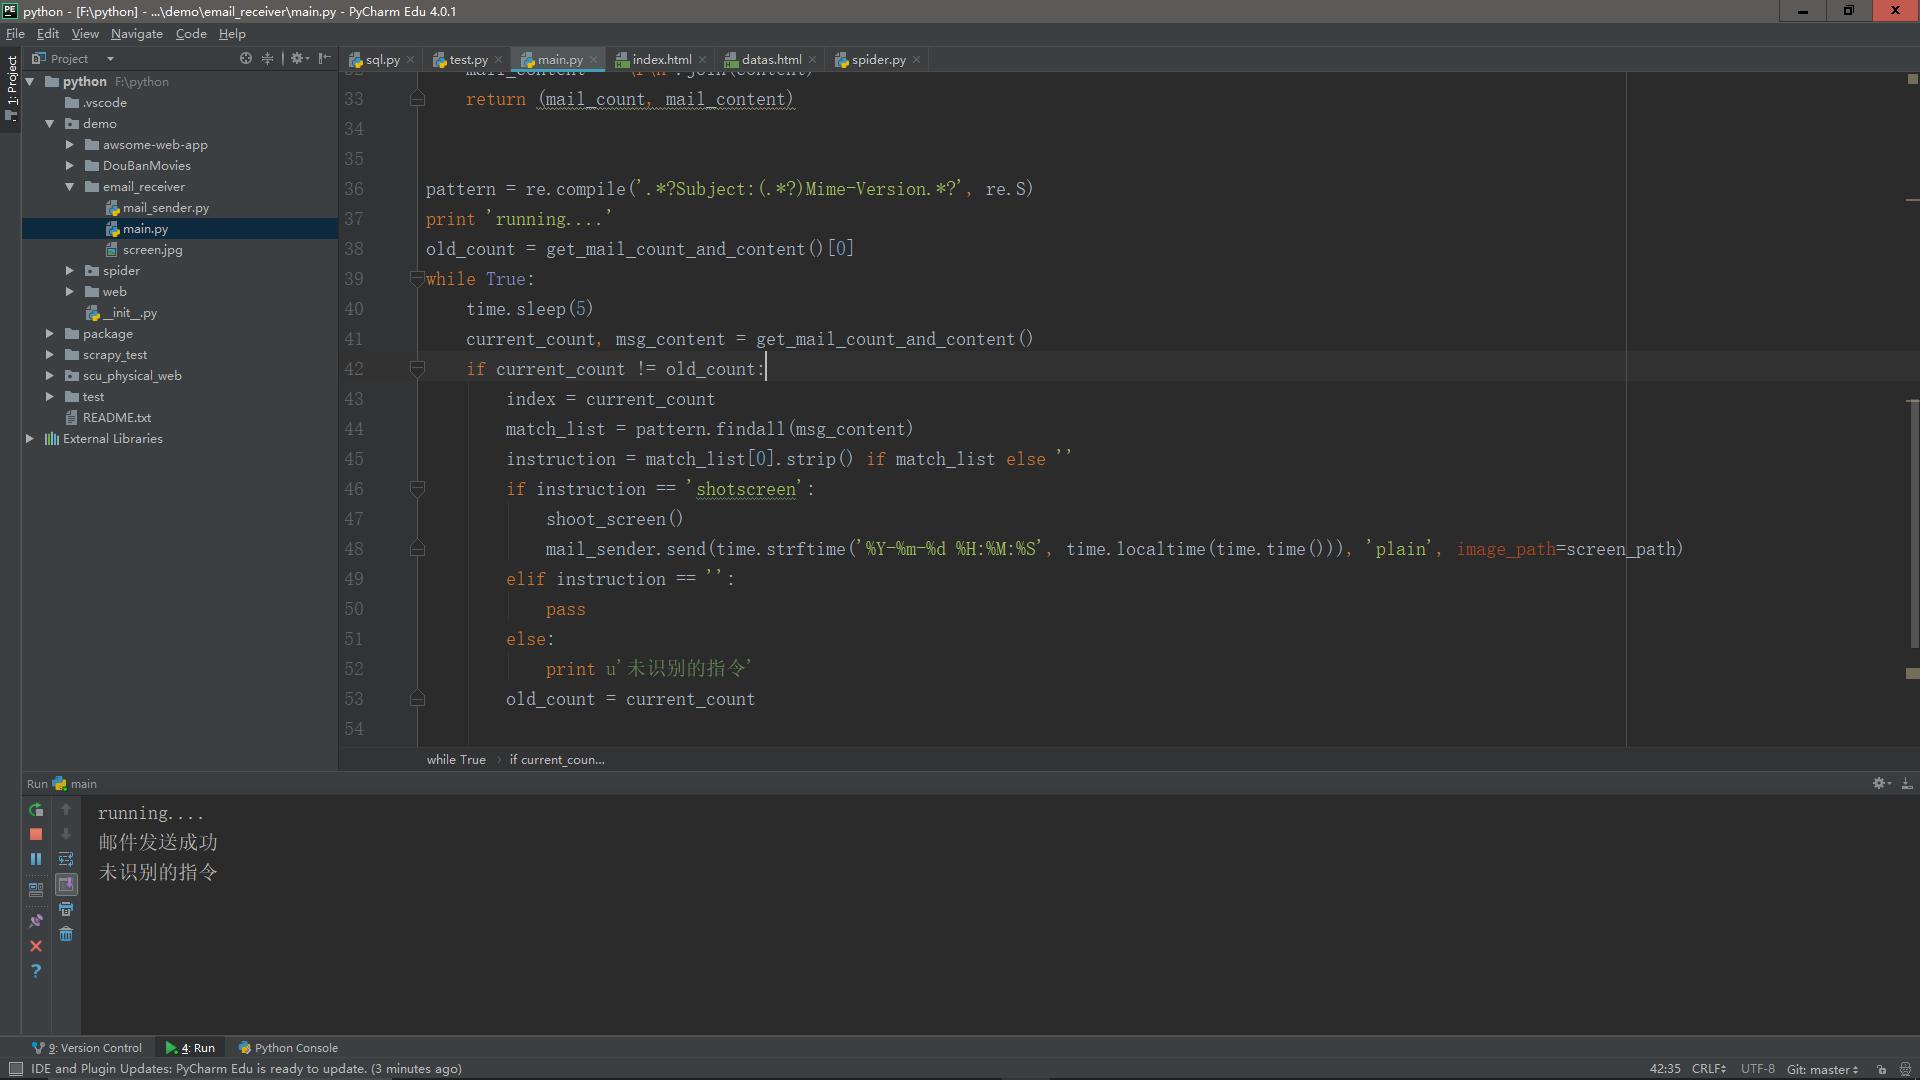 python - [F:\python] - ...\demo\email_receiver\main.py - PyCharm Edu 4.0.1
File Edit View Navigate Code Help
1: Project
Project
python F:\python
.vscode
demo
awsome-web-app
DouBanMovies
email_receiver
mail_sender.py
main.py
screen.jpg
spider
web
__init__.py
package
scrapy_test
scu_physical_web
test
README.txt
External Libraries
sql.py test.py main.py index.html datas.html spider.py
33 return (mail_count, mail_content)
34
35
36 pattern = re.compile('.*?Subject:(.*?)Mime-Version.*?', re.S)
37 print 'running....'
38 old_count = get_mail_count_and_content()[0]
39 while True:
40 time.sleep(5)
41 current_count, msg_content = get_mail_count_and_content()
42 if current_count != old_count:
43 index = current_count
44 match_list = pattern.findall(msg_content)
45 instruction = match_list[0].strip() if match_list else ''
46 if instruction == 'shotscreen':
47 shoot_screen()
48 mail_sender.send(time.strftime('%Y-%m-%d %H:%M:%S', time.localtime(time.time())), 'plain', image_path=screen_path)
49 elif instruction == '':
50 pass
51 else:
52 print u'未识别的指令'
53 old_count = current_count
54
while True › if current_coun...
Run main
running....
邮件发送成功
未识别的指令
9: Version Control 4: Run Python Console
IDE and Plugin Updates: PyCharm Edu is ready to update. (3 minutes ago) 42:35 CRLF UTF-8 Git: master